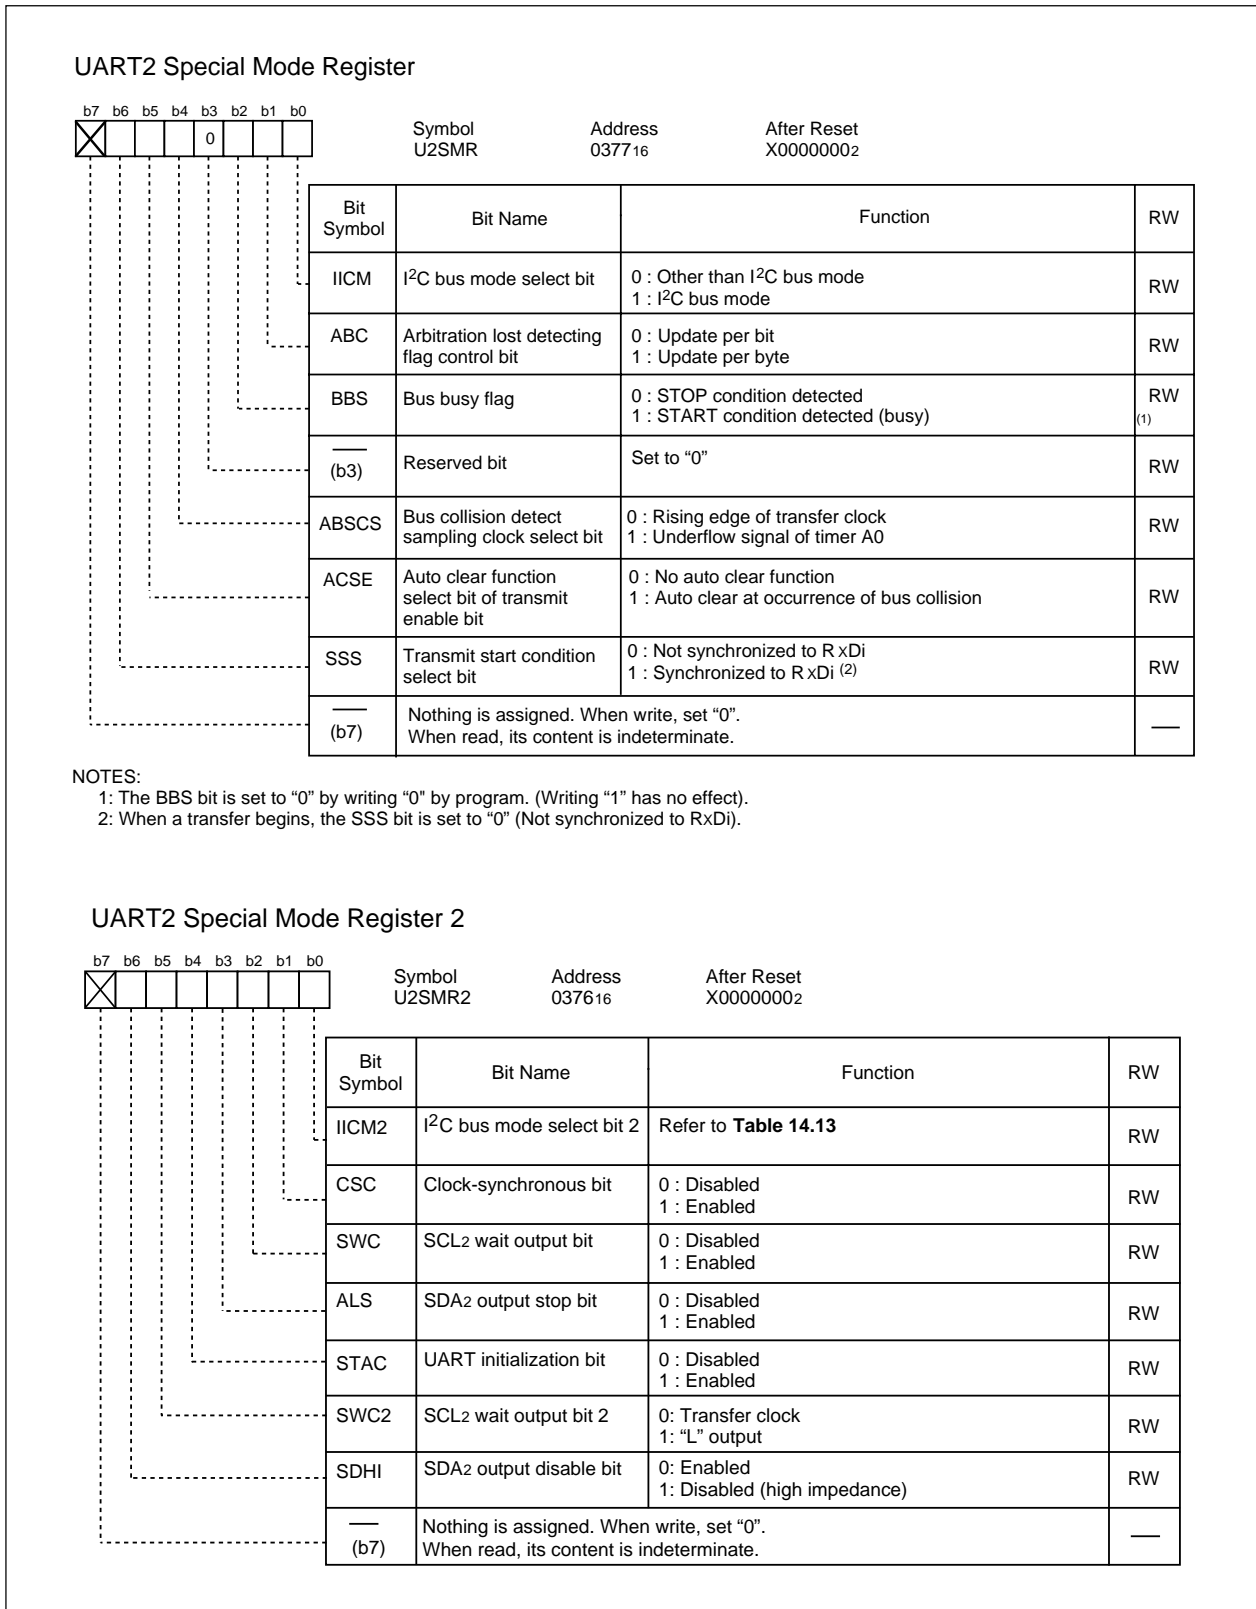 UART2 Special Mode Register
b7 b6 b5 b4 b3 b2 b1 b0
0
Symbol Address After Reset
U2SMR 037716 X00000002
Bit Symbol Bit Name Function RW
IICM I2C bus mode select bit 0 : Other than I2C bus mode
1 : I2C bus mode RW
ABC Arbitration lost detecting 0 : Update per bit
flag control bit 1 : Update per byte RW
BBS Bus busy flag 0 : STOP condition detected RW
1 : START condition detected (busy) (1)
(b3) Reserved bit Set to “0” RW
ABSCS Bus collision detect 0 : Rising edge of transfer clock
sampling clock select bit 1 : Underflow signal of timer A0 RW
ACSE Auto clear function 0 : No auto clear function
select bit of transmit 1 : Auto clear at occurrence of bus collision RW
enable bit
SSS Transmit start condition 0 : Not synchronized to RXDi
select bit 1 : Synchronized to RXDi (2) RW
Nothing is assigned. When write, set “0”.
(b7) When read, its content is indeterminate. —
NOTES:
1: The BBS bit is set to “0” by writing “0" by program. (Writing “1” has no effect).
2: When a transfer begins, the SSS bit is set to “0” (Not synchronized to RXDi).
UART2 Special Mode Register 2
b7 b6 b5 b4 b3 b2 b1 b0
Symbol Address After Reset
U2SMR2 037616 X00000002
Bit Symbol Bit Name Function RW
IICM2 I2C bus mode select bit 2 Refer to Table 14.13 RW
CSC Clock-synchronous bit 0 : Disabled
1 : Enabled RW
SWC SCL2 wait output bit 0 : Disabled
1 : Enabled RW
ALS SDA2 output stop bit 0 : Disabled
1 : Enabled RW
STAC UART initialization bit 0 : Disabled
1 : Enabled RW
SWC2 SCL2 wait output bit 2 0: Transfer clock
1: “L” output RW
SDHI SDA2 output disable bit 0: Enabled
1: Disabled (high impedance) RW
Nothing is assigned. When write, set “0”.
(b7) When read, its content is indeterminate. —